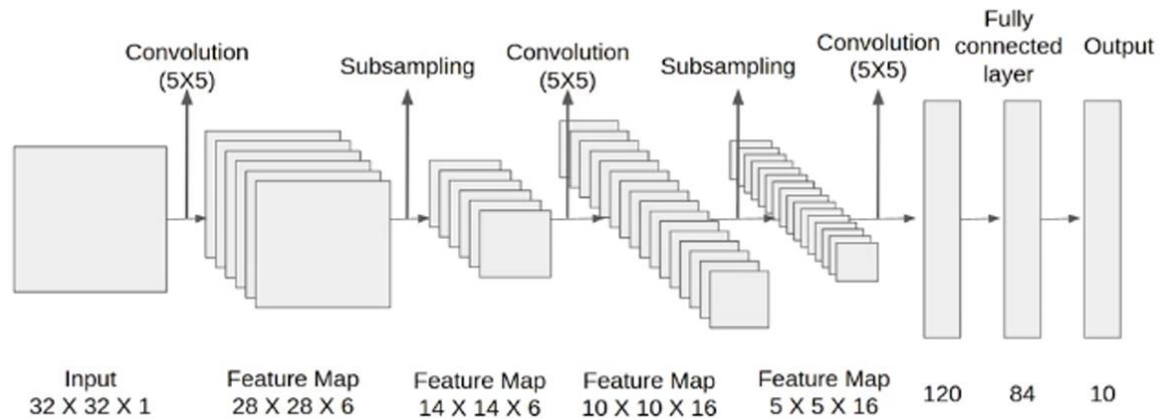 Convolution
(5X5)
Subsampling
Convolution
(5X5)
Subsampling
Convolution
(5X5)
Fully
connected
layer
Output
Input
32 X 32 X 1
Feature Map
28 X 28 X 6
Feature Map
14 X 14 X 6
Feature Map
10 X 10 X 16
Feature Map
5 X 5 X 16
120
84
10